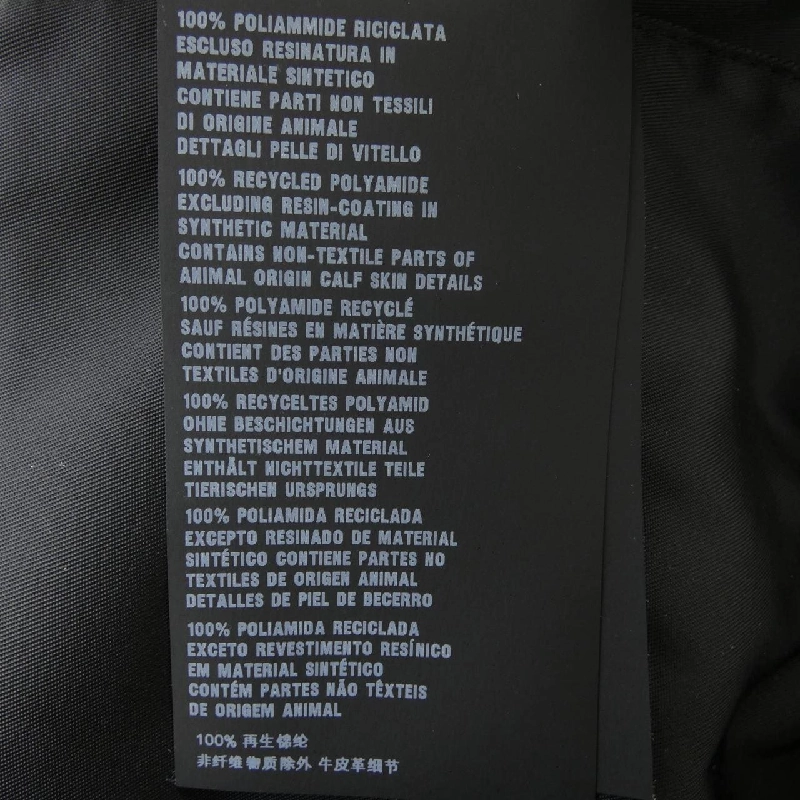 100% POLIAMMIDE RICICLATA
ESCLUSO RESINATURA IN
MATERIALE SINTETICO
CONTIENE PARTI NON TESSILI
DI ORIGINE ANIMALE
DETTAGLI PELLE DI VITELLO
100% RECYCLED POLYAMIDE
EXCLUDING RESIN-COATING IN
SYNTHETIC MATERIAL
CONTAINS NON-TEXTILE PARTS OF
ANIMAL ORIGIN CALF SKIN DETAILS
100% POLYAMIDE RECYCLÉ
SAUF RÉSINES EN MATIÈRE SYNTHÉTIQUE
CONTIENT DES PARTIES NON
TEXTILES D'ORIGINE ANIMALE
100% RECYCELTES POLYAMID
OHNE BESCHICHTUNGEN AUS
SYNTHETISCHEM MATERIAL
ENTHÄLT NICHTTEXTILE TEILE
TIERISCHEN URSPRUNGS
100% POLIAMIDA RECICLADA
EXCEPTO RESINADO DE MATERIAL
SINTÉTICO CONTIENE PARTES NO
TEXTILES DE ORIGEN ANIMAL
DETALLES DE PIEL DE BECERRO
100% POLIAMIDA RECICLADA
EXCETO REVESTIMENTO RESÍNICO
EM MATERIAL SINTÉTICO
CONTÉM PARTES NÃO TÊXTEIS
DE ORIGEM ANIMAL
100% 再生锦纶
非纤维物质除外 牛皮革细节